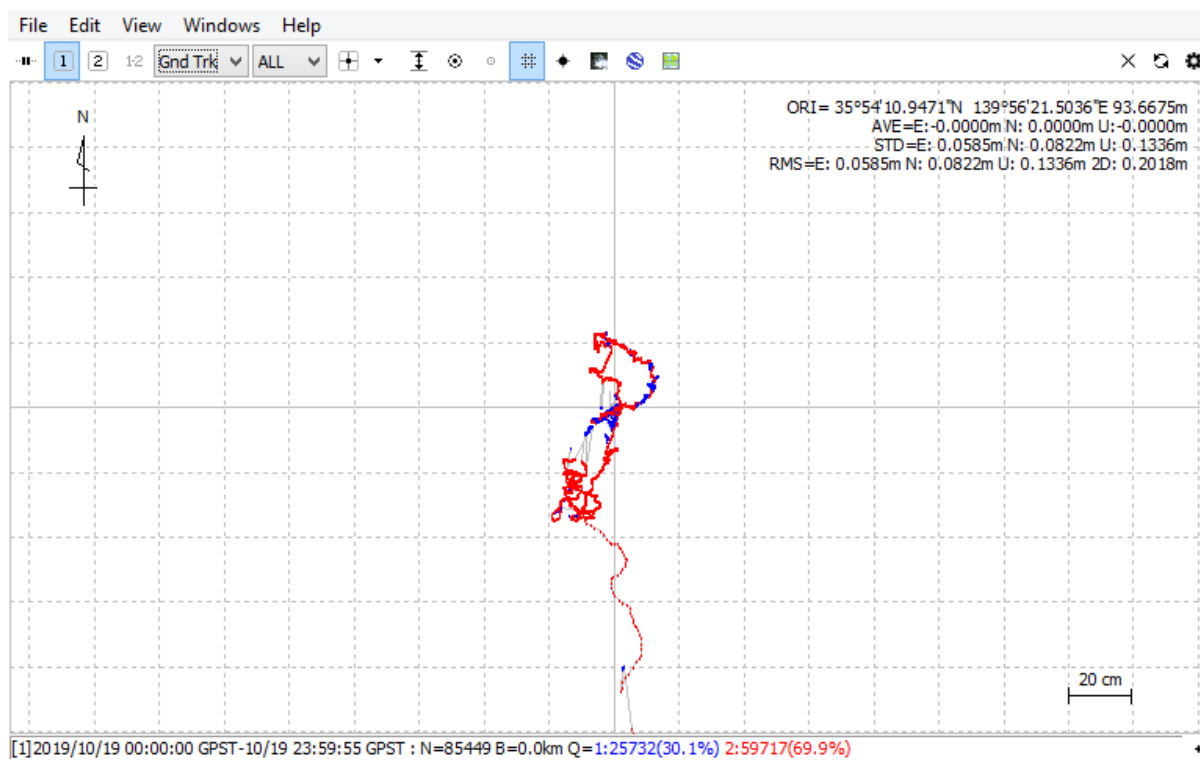 File Edit View Windows Help
1 2 1-2 Gnd Trk ALL
N
ORI= 35°54'10.9471"N 139°56'21.5036"E 93.6675m
AVE=E:-0.0000m N: 0.0000m U:-0.0000m
STD=E: 0.0585m N: 0.0822m U: 0.1336m
RMS=E: 0.0585m N: 0.0822m U: 0.1336m 2D: 0.2018m
20 cm
[1]2019/10/19 00:00:00 GPST-10/19 23:59:55 GPST : N=85449 B=0.0km Q=1:25732(30.1%) 2:59717(69.9%)